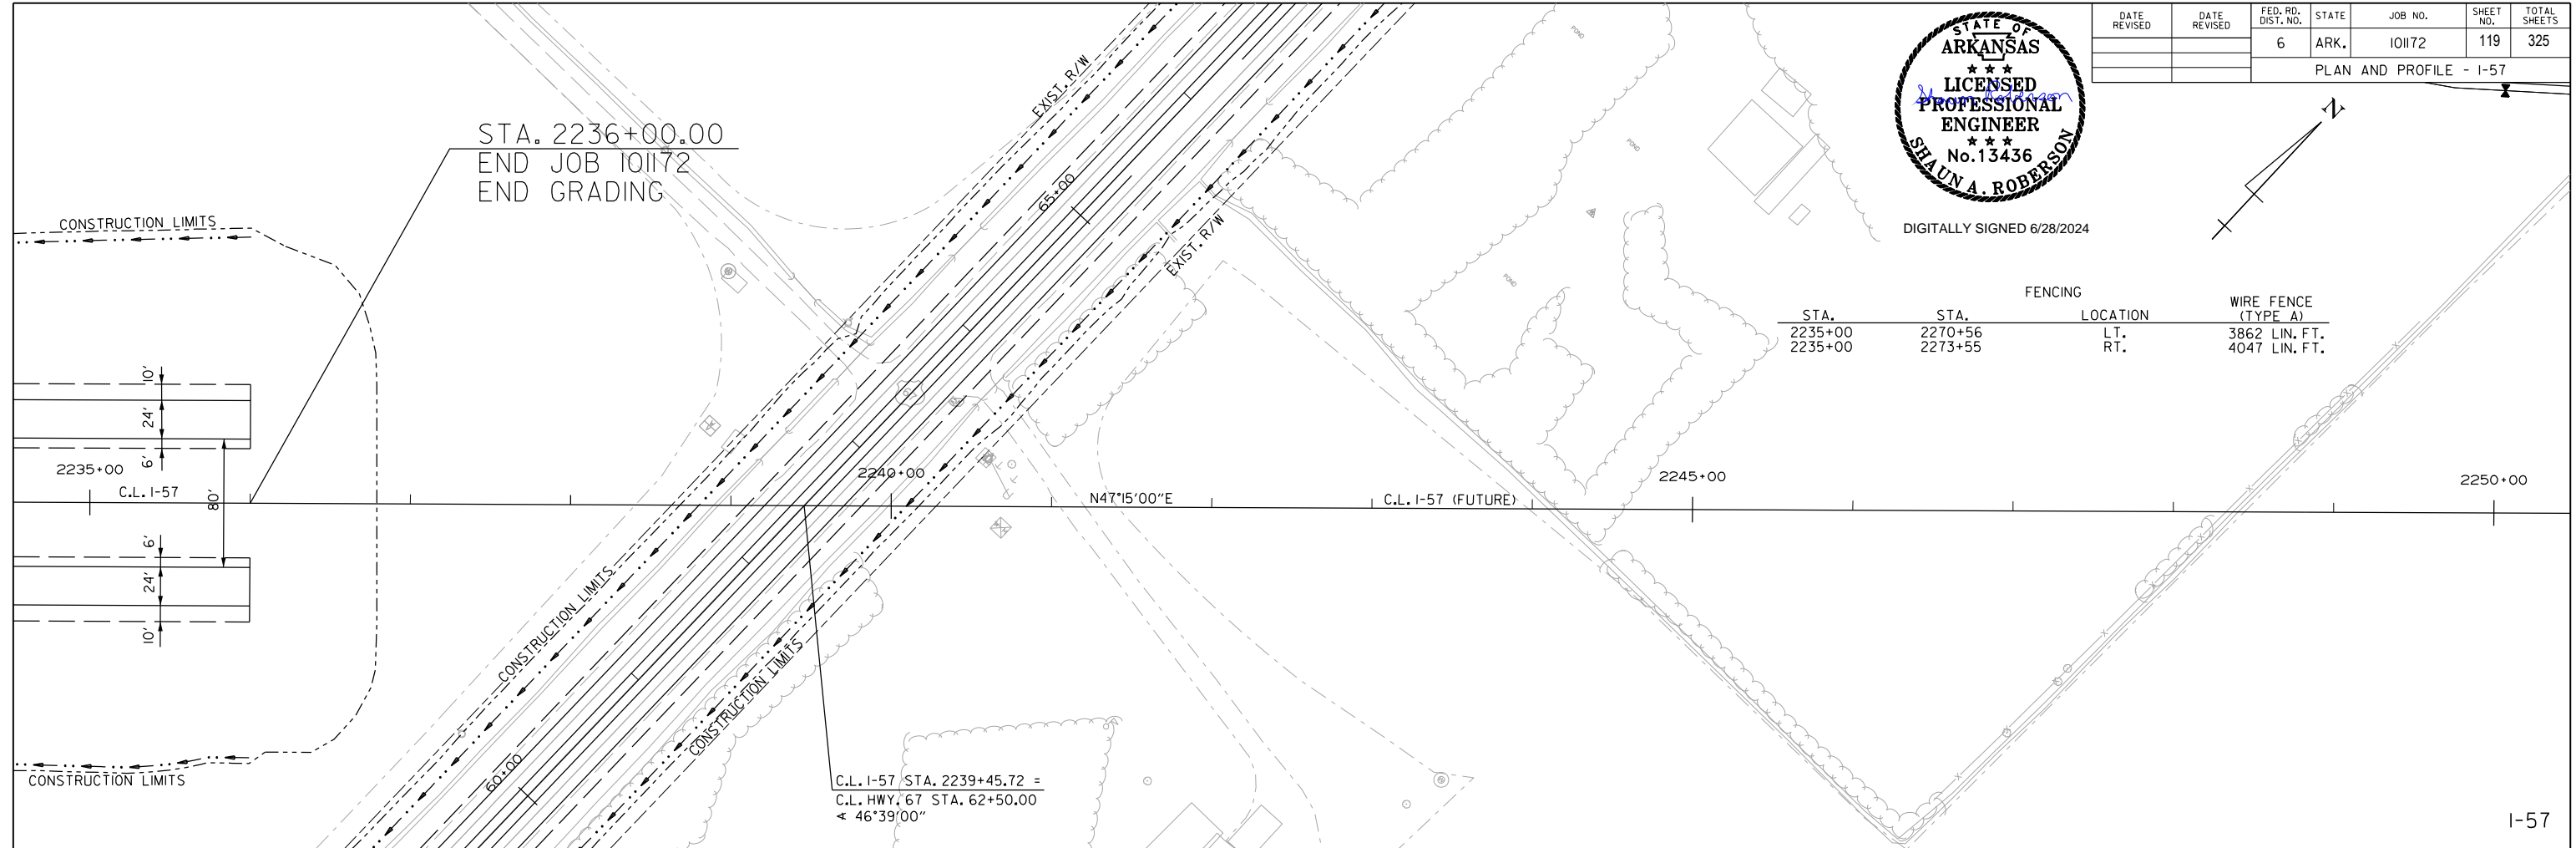 DATE REVISED
DATE REVISED
FED. RD. DIST. NO.
STATE
JOB NO.
SHEET NO.
TOTAL SHEETS
6
ARK.
101172
119
325
PLAN AND PROFILE - I-57
STATE OF
ARKANSAS
★ ★ ★
LICENSED
PROFESSIONAL
ENGINEER
★ ★ ★
No.13436
SHAUN A. ROBERSON
Shaun Roberson
DIGITALLY SIGNED 6/28/2024
N
STA. 2236+00.00
END JOB 101172
END GRADING
EXIST. R/W
65+00
EXIST. R/W
POND
POND
POND
CONSTRUCTION LIMITS
FENCING
STA. STA. LOCATION WIRE FENCE (TYPE A)
2235+00 2270+56 LT. 3862 LIN. FT.
2235+00 2273+55 RT. 4047 LIN. FT.
10'
24'
6'
2235+00
C.L. I-57
80'
67
2240+00
N47°15'00"E
C.L. I-57 (FUTURE)
2245+00
2250+00
6'
24'
10'
CONSTRUCTION LIMITS
CONSTRUCTION LIMITS
60+00
CONSTRUCTION LIMITS
C.L. I-57 STA. 2239+45.72 =
C.L. HWY. 67 STA. 62+50.00
∢ 46°39'00"
I-57